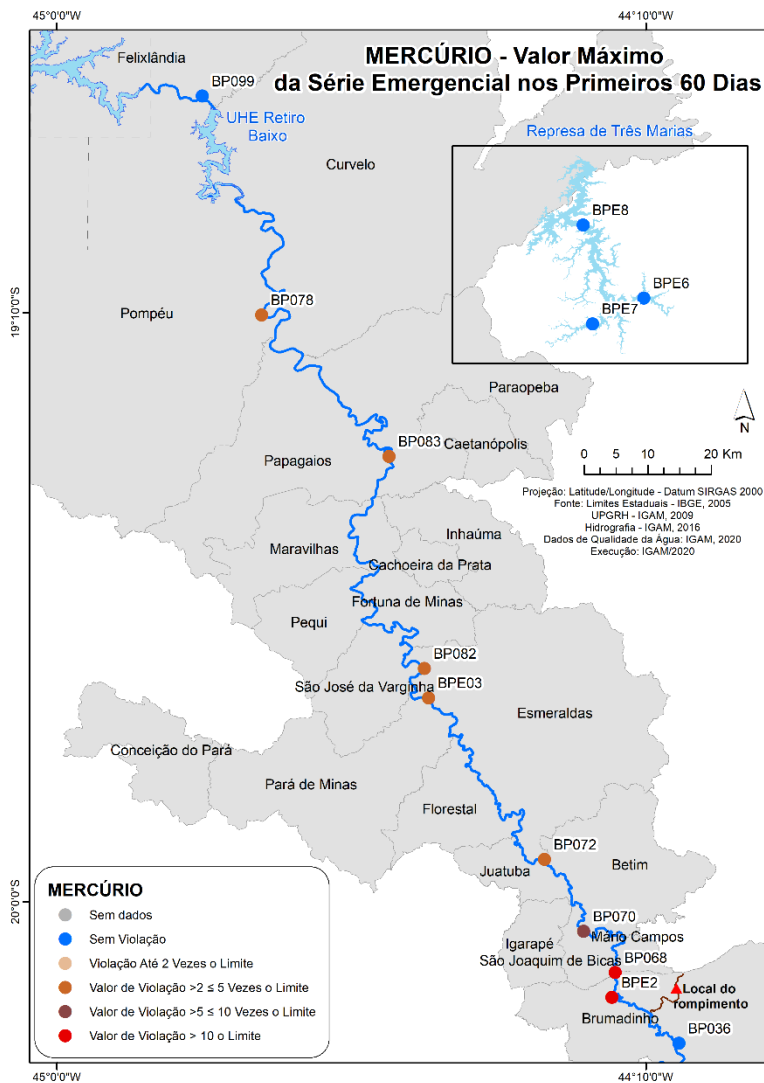 45°0'0"W
44°10'0"W
MERCÚRIO - Valor Máximo
da Série Emergencial nos Primeiros 60 Dias
Felixlândia
BP099
UHE Retiro
Baixo
Represa de Três Marias
Curvelo
BPE8
BPE6
BPE7
19°10'0"S
Pompéu
BP078
Paraopeba
N
BP083
Caetanópolis
Papagaios
0 5 10 20 Km
Projeção: Latitude/Longitude - Datum SIRGAS 2000
Fonte: Limites Estaduais - IBGE, 2005
UPGRH - IGAM, 2009
Hidrografia - IGAM, 2016
Dados de Qualidade da Água: IGAM, 2020
Execução: IGAM/2020
Inhaúma
Maravilhas
Cachoeira da Prata
Fortuna de Minas
Pequi
BP082
São José da Varginha
BPE03
Esmeraldas
Conceição do Pará
Pará de Minas
Florestal
BP072
Juatuba
Betim
20°0'0"S
BP070
Mário Campos
Igarapé
São Joaquim de Bicas
BP068
BPE2
Local do
rompimento
Brumadinho
BP036
MERCÚRIO
Sem dados
Sem Violação
Violação Até 2 Vezes o Limite
Valor de Violação >2 ≤ 5 Vezes o Limite
Valor de Violação >5 ≤ 10 Vezes o Limite
Valor de Violação > 10 o Limite
45°0'0"W
44°10'0"W